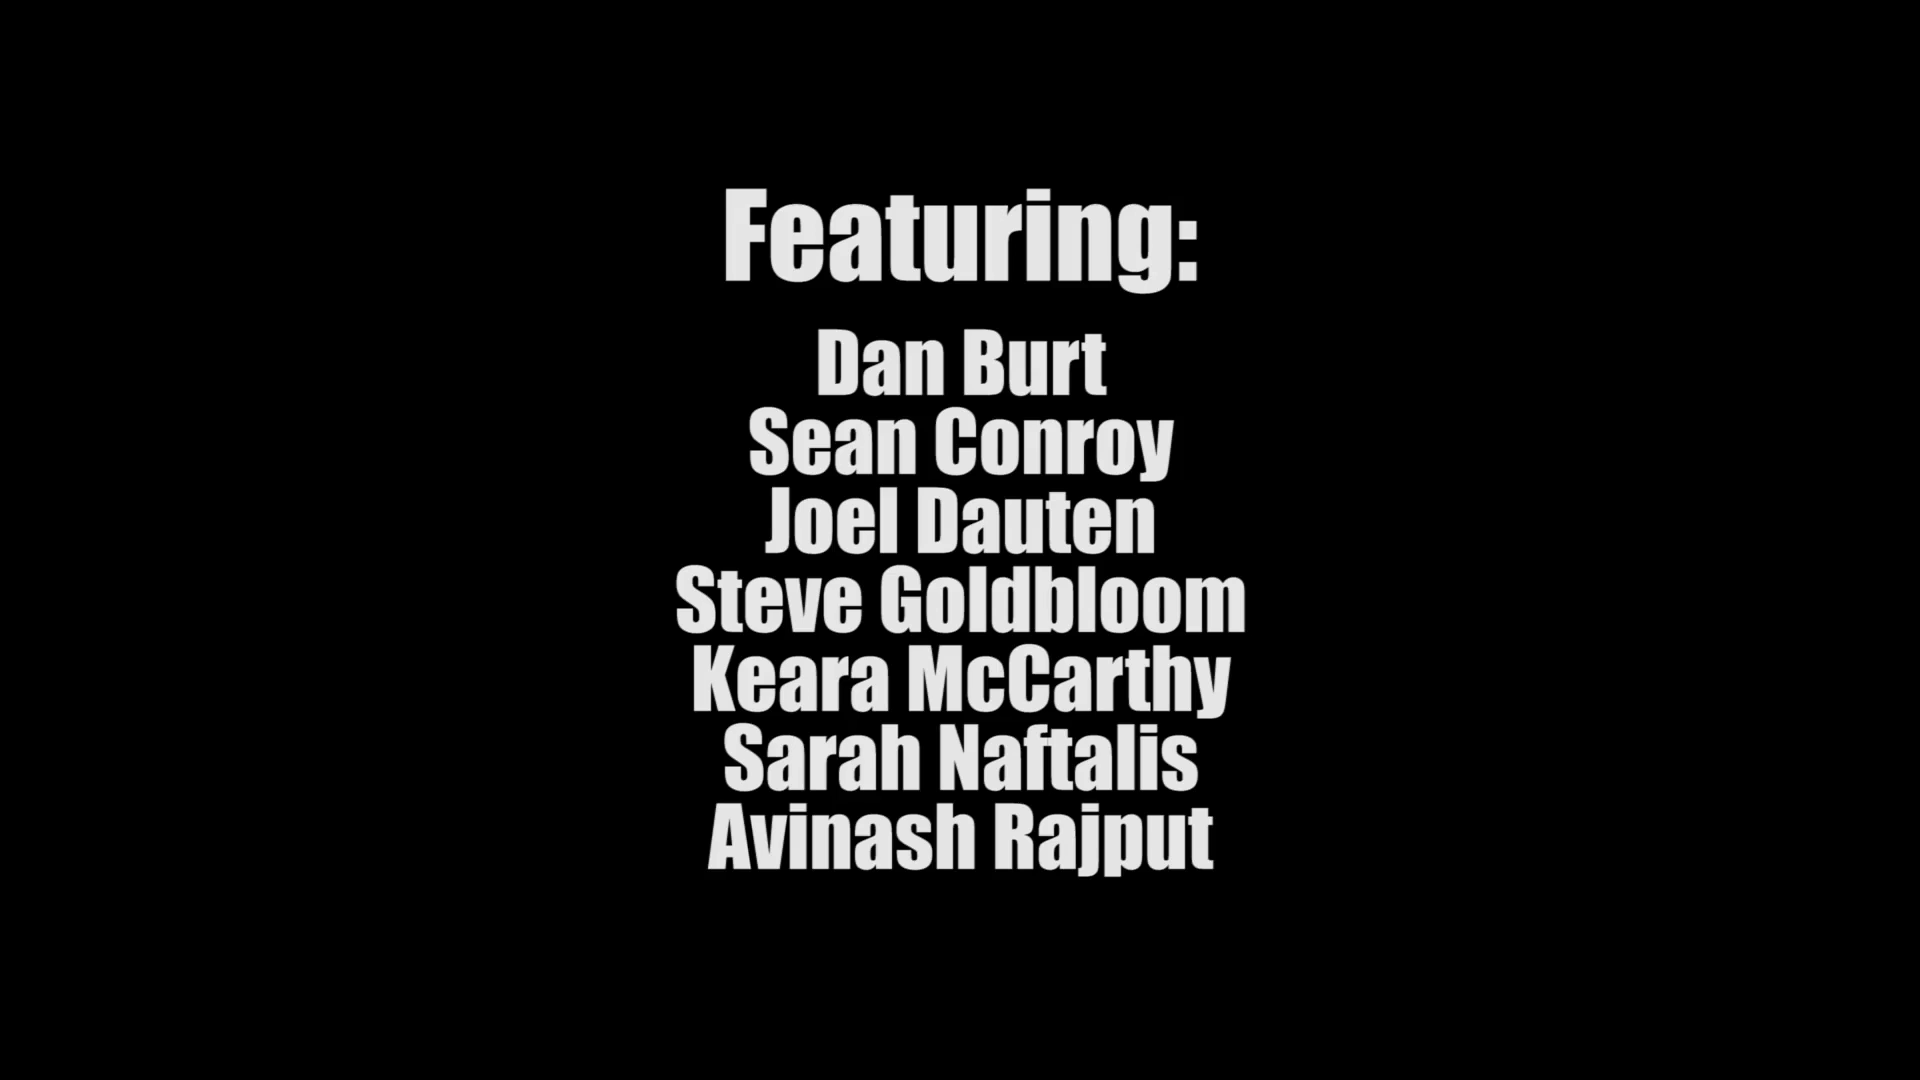 Featuring:
Dan Burt
Sean Conroy
Joel Dauten
Steve Goldbloom
Keara McCarthy
Sarah Naftalis
Avinash Rajput